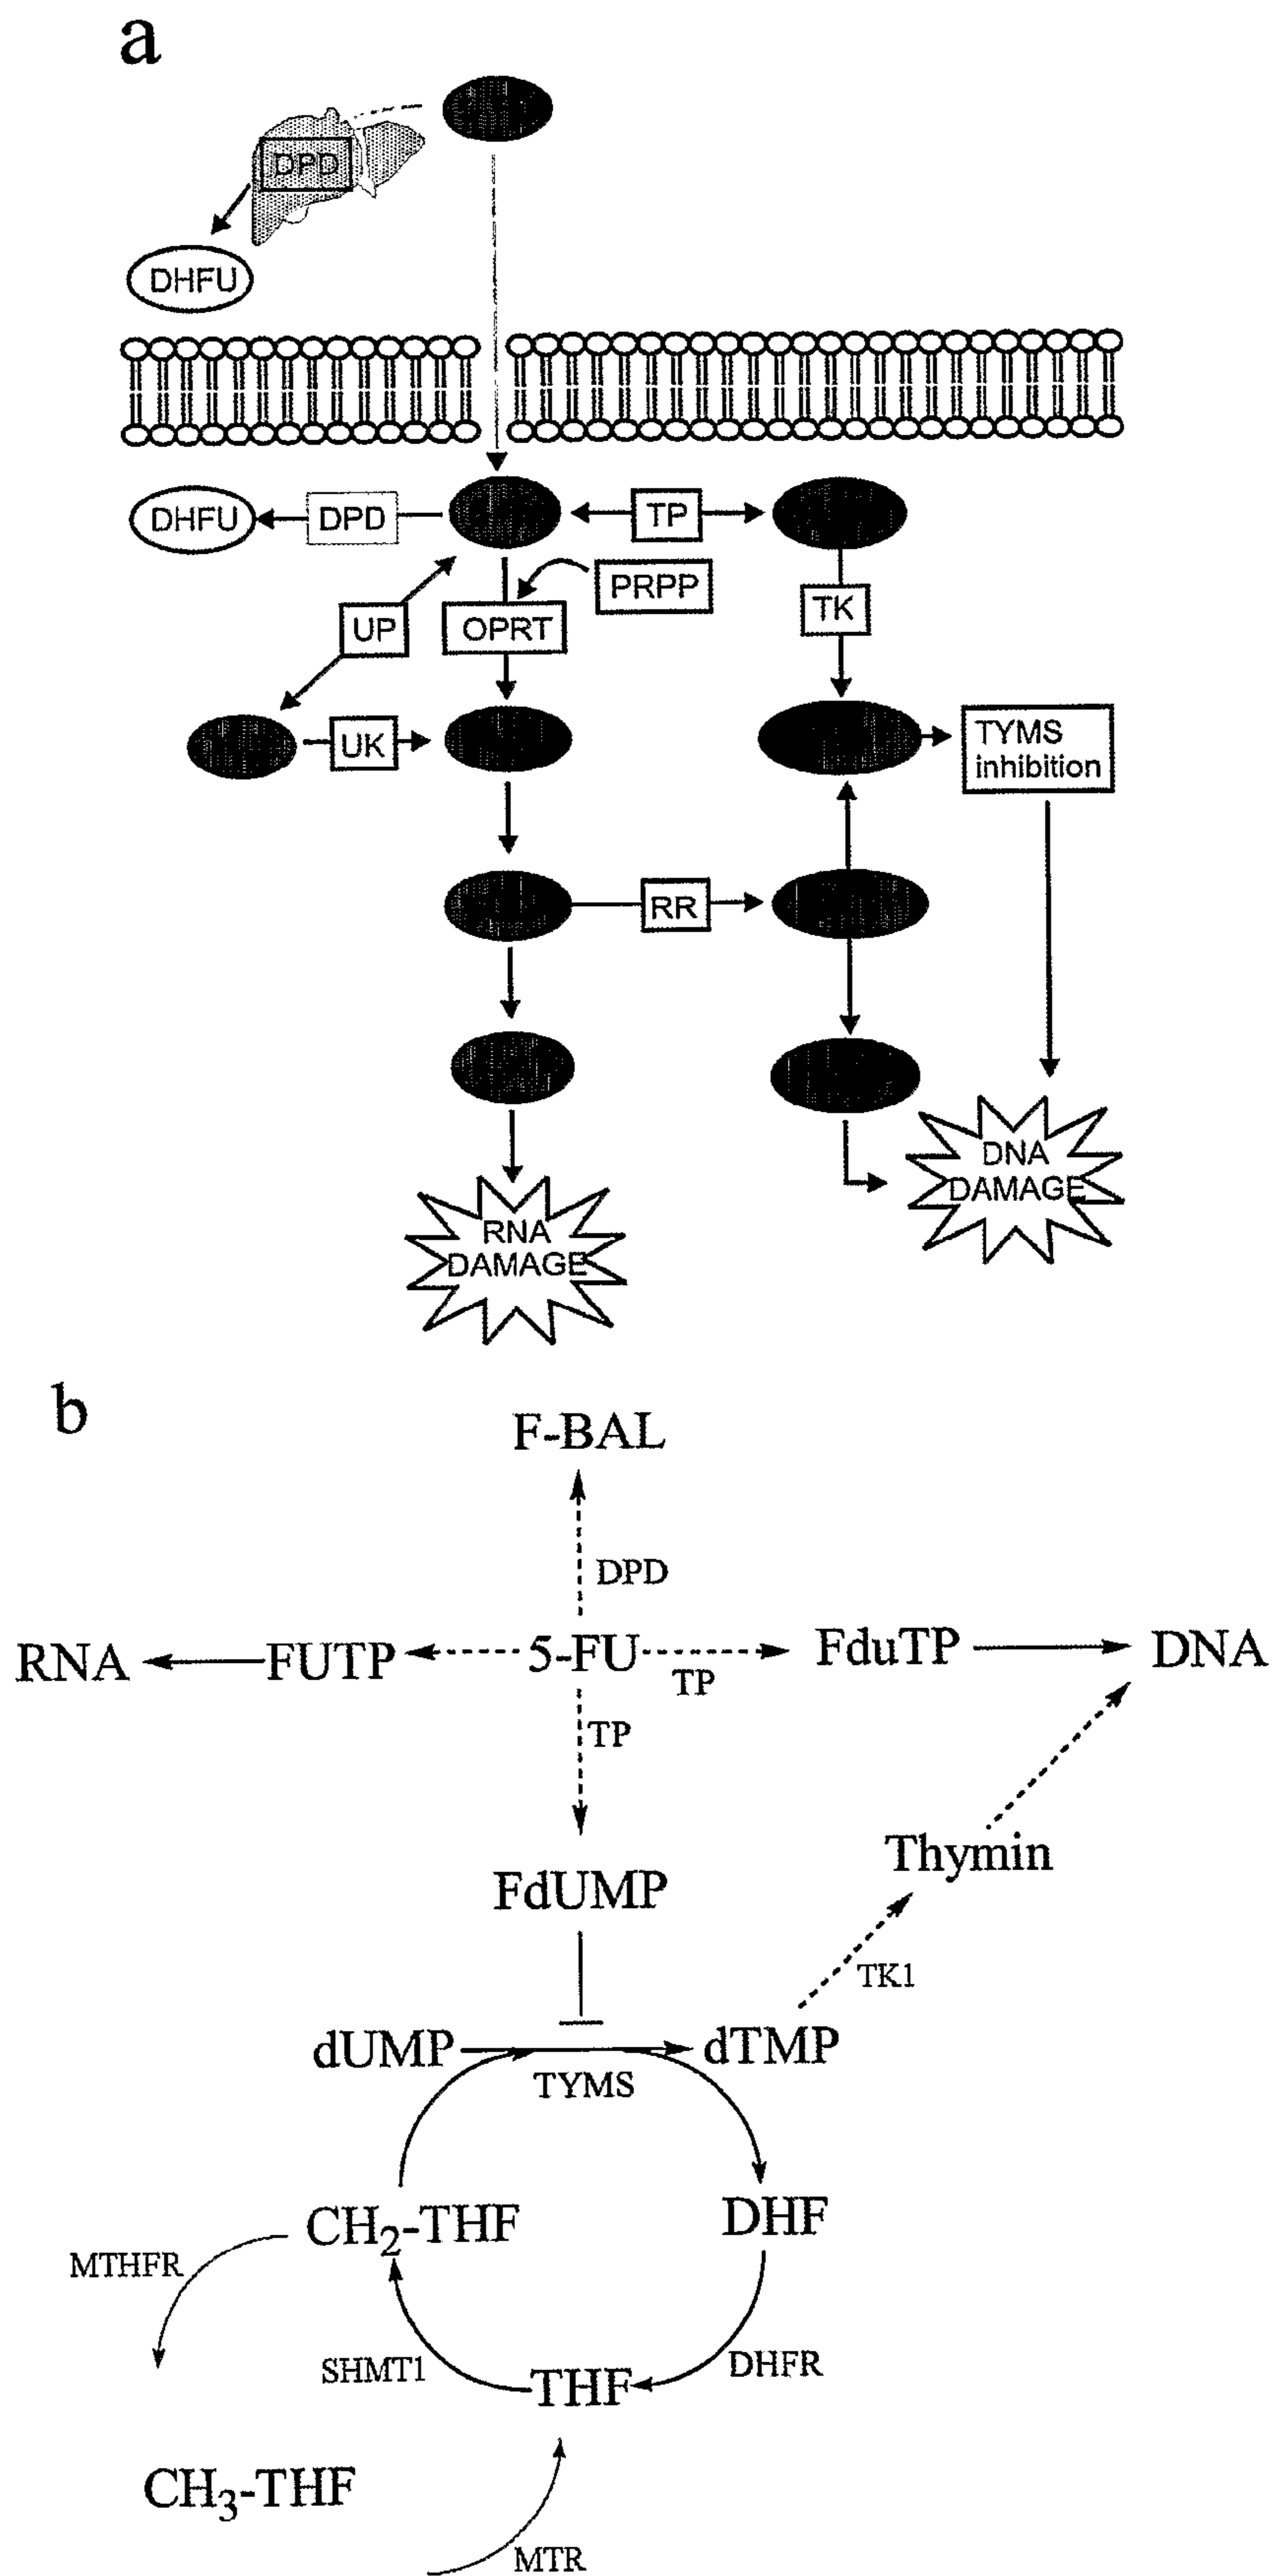 a
DPD
DHFU
DHFU
DPD
TP
PRPP
TK
UP
OPRT
UK
TYMS
inhibition
RR
DNA
DAMAGE
RNA
DAMAGE
b
F-BAL
DPD
RNA
FUTP
5-FU
TP
FduTP
DNA
TP
Thymin
FdUMP
TK1
dUMP
dTMP
TYMS
CH2-THF
DHF
MTHFR
SHMT1
THF
DHFR
CH3-THF
MTR